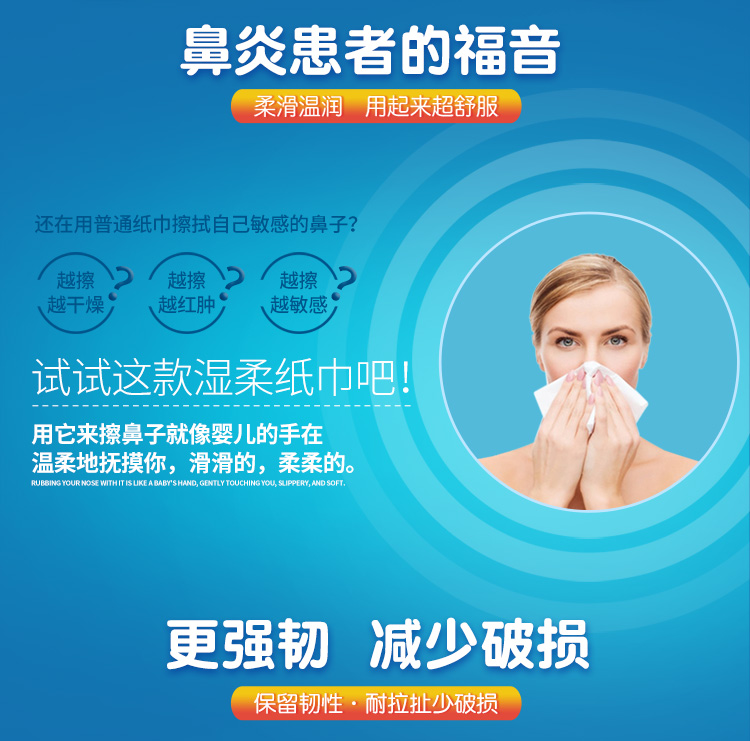 鼻炎患者的福音
柔滑温润 用起来超舒服
还在用普通纸巾擦拭自己敏感的鼻子?
越擦
越干燥
?
越擦
越红肿
?
越擦
越敏感
?
试试这款湿柔纸巾吧!
用它来擦鼻子就像婴儿的手在
温柔地抚摸你，滑滑的，柔柔的。
RUBBING YOUR NOSE WITH IT IS LIKE A BABY'S HAND, GENTLY TOUCHING YOU, SLIPPERY, AND SOFT.
更强韧 减少破损
保留韧性·耐拉扯少破损